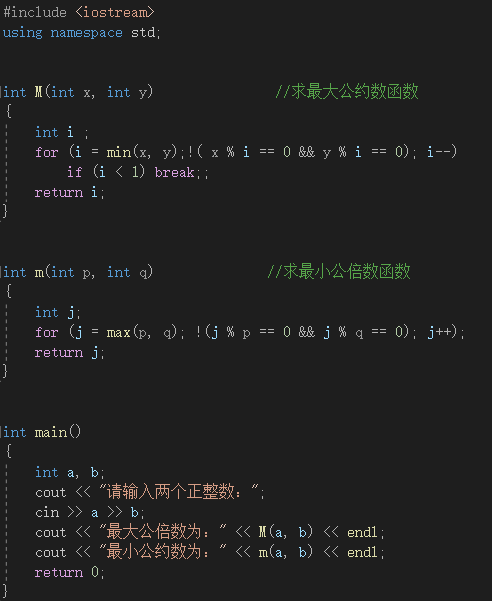 #include <iostream>
using namespace std;
int M(int x, int y) //求最大公约数函数
{
int i ;
for (i = min(x, y);!( x % i == 0 && y % i == 0); i--)
if (i < 1) break;;
return i;
}
int m(int p, int q) //求最小公倍数函数
{
int j;
for (j = max(p, q); !(j % p == 0 && j % q == 0); j++);
return j;
}
int main()
{
int a, b;
cout << "请输入两个正整数：";
cin >> a >> b;
cout << "最大公倍数为：" << M(a, b) << endl;
cout << "最小公约数为：" << m(a, b) << endl;
return 0;
}